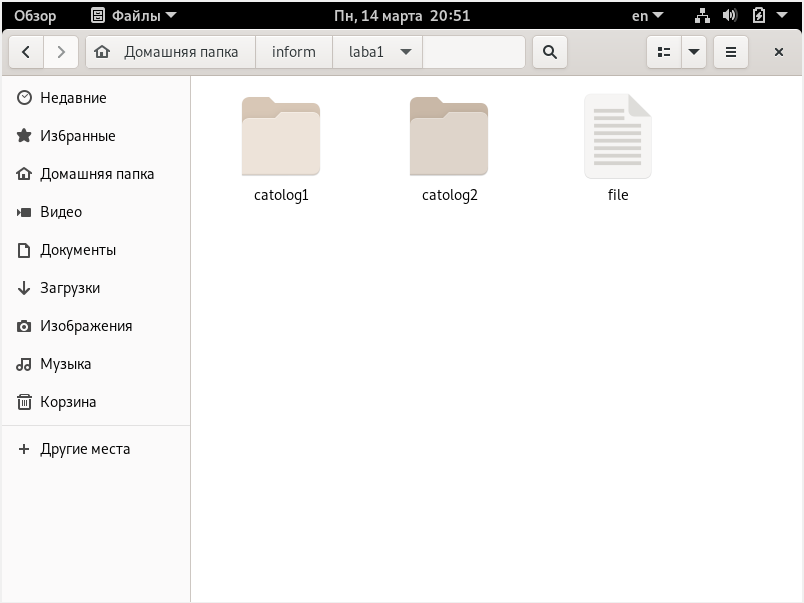 Обзор Файлы Пн, 14 марта 20:51 en
Домашняя папка inform laba1
Недавние
Избранные
Домашняя папка
Видео
Документы
Загрузки
Изображения
Музыка
Корзина
Другие места
catolog1 catolog2 file